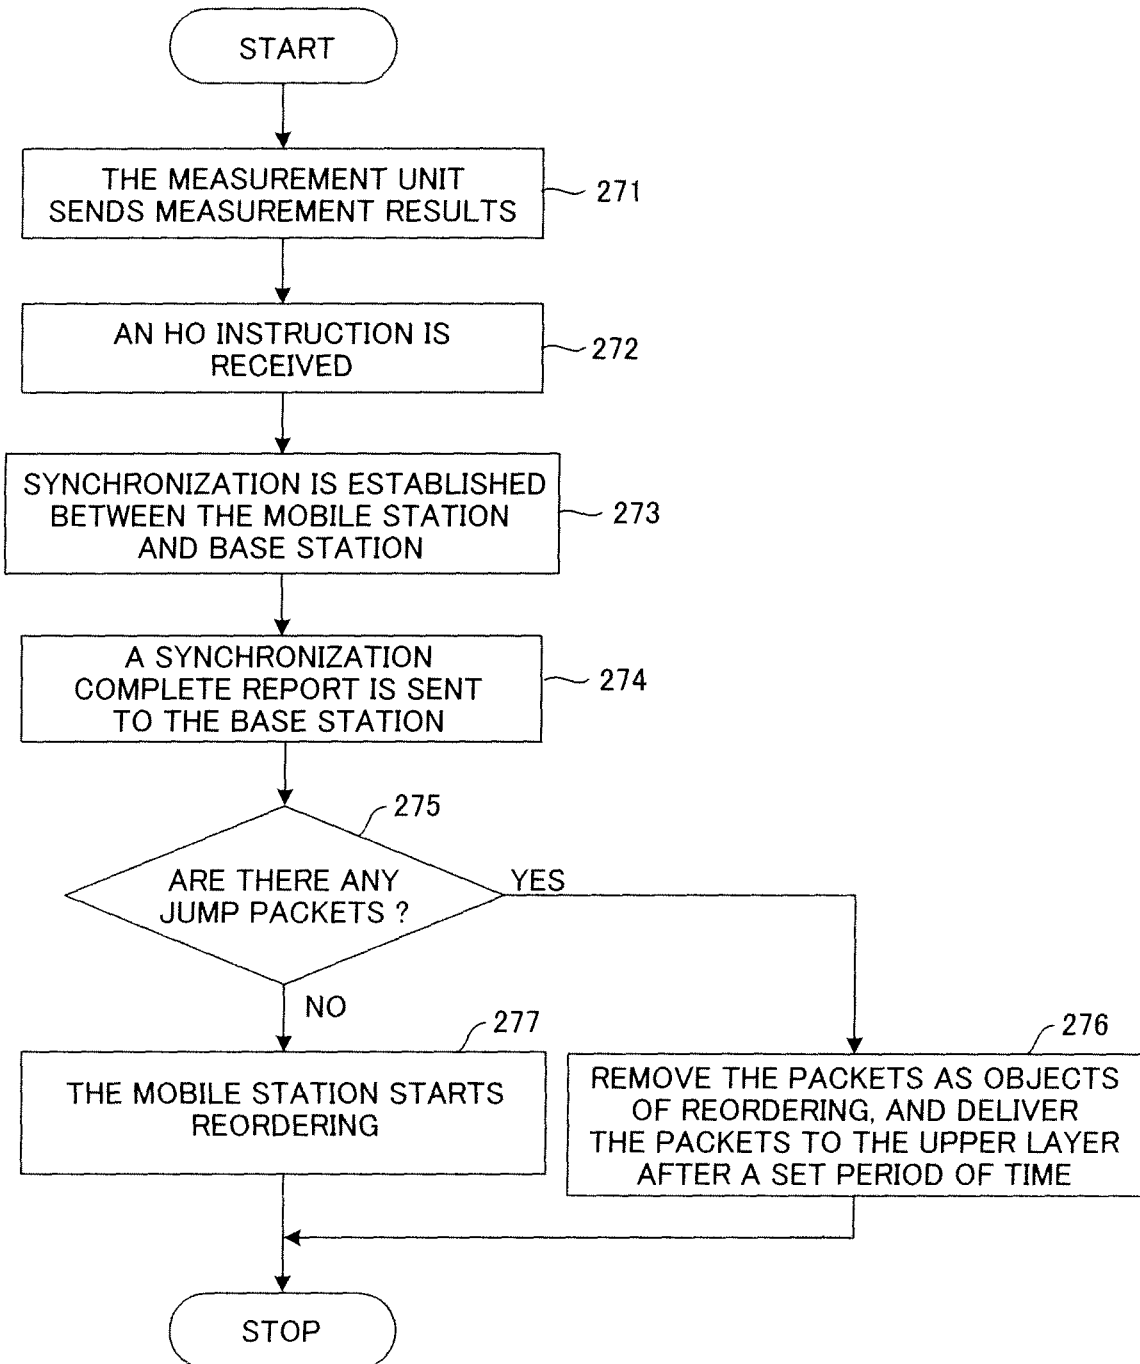 START
THE MEASUREMENT UNIT
SENDS MEASUREMENT RESULTS
271
AN HO INSTRUCTION IS
RECEIVED
272
SYNCHRONIZATION IS ESTABLISHED
BETWEEN THE MOBILE STATION
AND BASE STATION
273
A SYNCHRONIZATION
COMPLETE REPORT IS SENT
TO THE BASE STATION
274
275
ARE THERE ANY
JUMP PACKETS ?
YES
NO
277
THE MOBILE STATION STARTS
REORDERING
276
REMOVE THE PACKETS AS OBJECTS
OF REORDERING, AND DELIVER
THE PACKETS TO THE UPPER LAYER
AFTER A SET PERIOD OF TIME
STOP